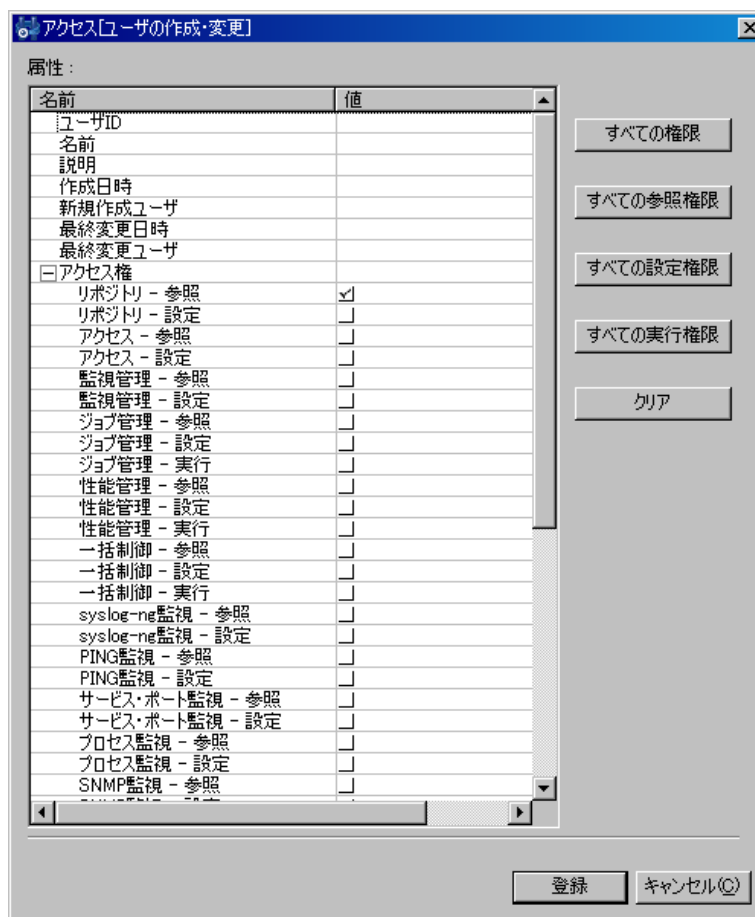 アクセス[ユーザの作成・変更]
属性：
名前 値
ユーザID
名前
説明
作成日時
新規作成ユーザ
最終変更日時
最終変更ユーザ
アクセス権
リポジトリ - 参照
リポジトリ - 設定
アクセス - 参照
アクセス - 設定
監視管理 - 参照
監視管理 - 設定
ジョブ管理 - 参照
ジョブ管理 - 設定
ジョブ管理 - 実行
性能管理 - 参照
性能管理 - 設定
性能管理 - 実行
一括制御 - 参照
一括制御 - 設定
一括制御 - 実行
syslog-ng監視 - 参照
syslog-ng監視 - 設定
PING監視 - 参照
PING監視 - 設定
サービス・ポート監視 - 参照
サービス・ポート監視 - 設定
プロセス監視 - 参照
プロセス監視 - 設定
SNMP監視 - 参照
すべての権限
すべての参照権限
すべての設定権限
すべての実行権限
クリア
登録
キャンセル(C)